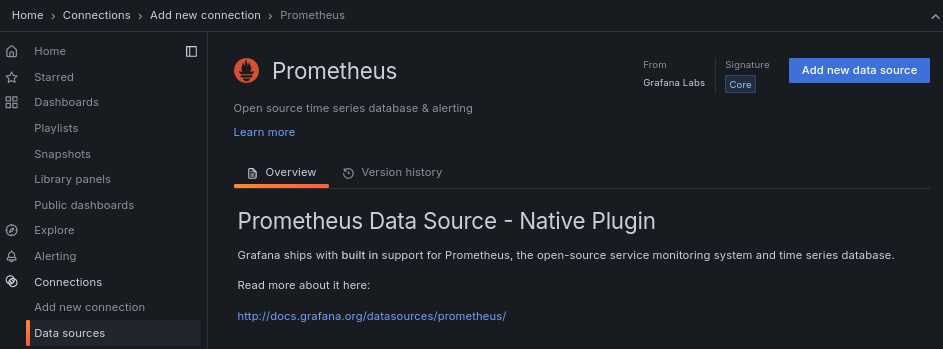 Home › Connections › Add new connection › Prometheus
Home
Starred
Dashboards
Playlists
Snapshots
Library panels
Public dashboards
Explore
Alerting
Connections
Add new connection
Data sources
Prometheus
From
Grafana Labs
Signature
Core
Add new data source
Open source time series database & alerting
Learn more
Overview
Version history
Prometheus Data Source - Native Plugin
Grafana ships with built in support for Prometheus, the open-source service monitoring system and time series database.
Read more about it here:
http://docs.grafana.org/datasources/prometheus/